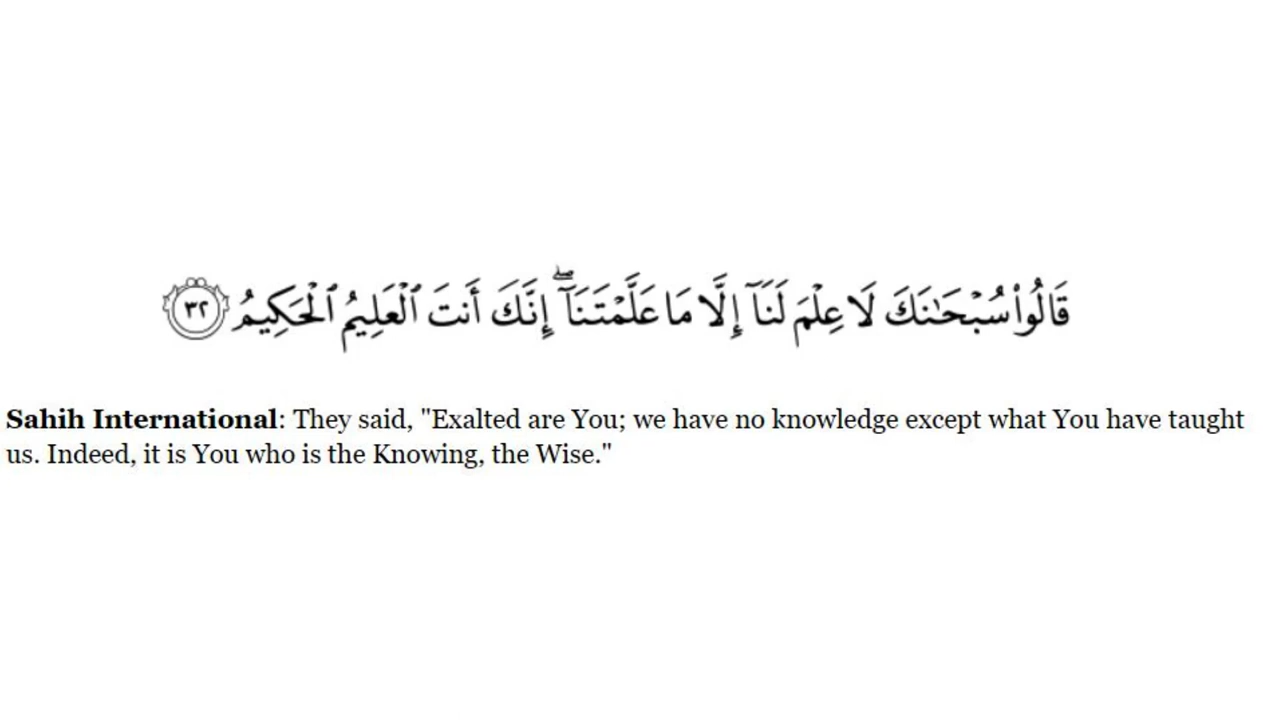 قَالُوا۟ سُبْحَـٰنَكَ لَا عِلْمَ لَنَآ إِلَّا مَا عَلَّمْتَنَآ ۖ إِنَّكَ أَنتَ ٱلْعَلِيمُ ٱلْحَكِيمُ ٣٢
Sahih International: They said, "Exalted are You; we have no knowledge except what You have taught
us. Indeed, it is You who is the Knowing, the Wise."